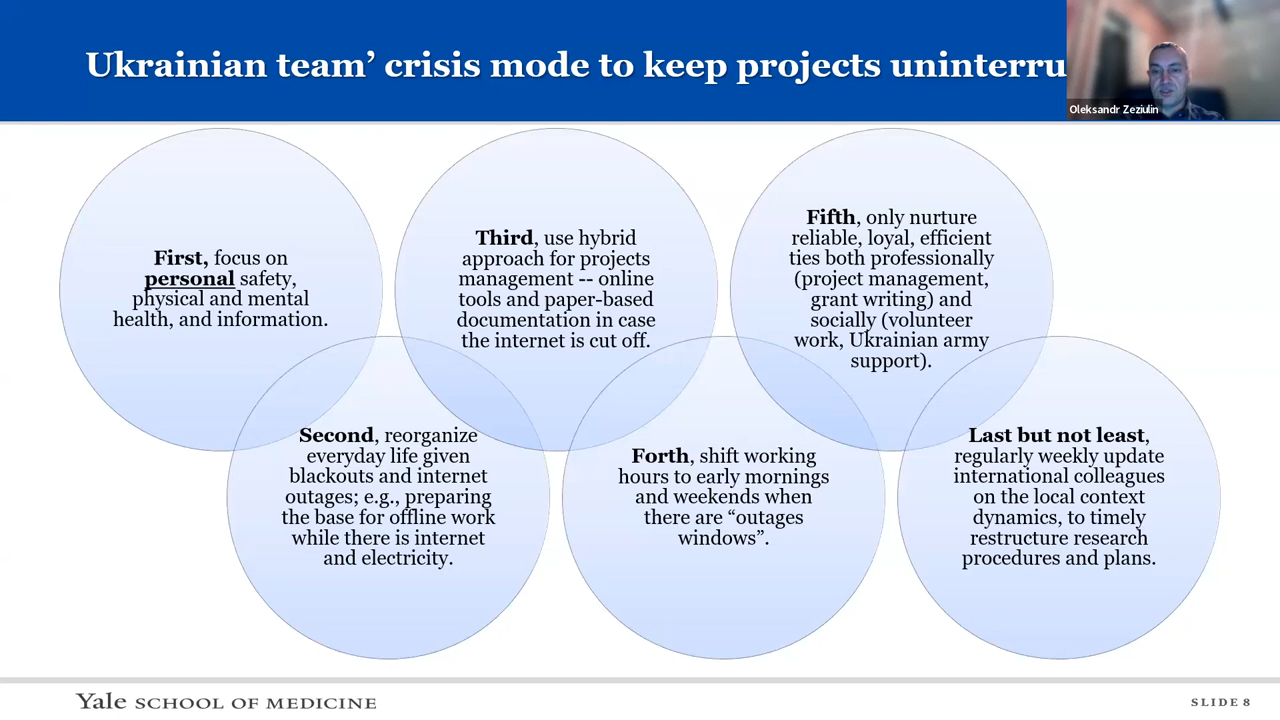 Ukrainian team’ crisis mode to keep projects uninterru
Oleksandr Zeziulin
First, focus on
personal safety,
physical and mental
health, and information.
Second, reorganize
everyday life given
blackouts and internet
outages; e.g., preparing
the base for offline work
while there is internet
and electricity.
Third, use hybrid
approach for projects
management -- online
tools and paper-based
documentation in case
the internet is cut off.
Forth, shift working
hours to early mornings
and weekends when
there are “outages
windows”.
Fifth, only nurture
reliable, loyal, efficient
ties both professionally
(project management,
grant writing) and
socially (volunteer
work, Ukrainian army
support).
Last but not least,
regularly weekly update
international colleagues
on the local context
dynamics, to timely
restructure research
procedures and plans.
Yale SCHOOL OF MEDICINE
SLIDE 8